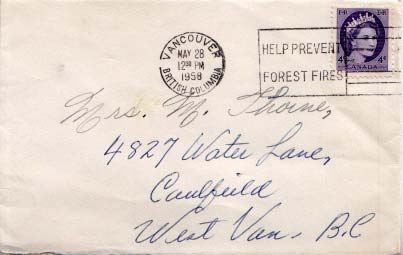 VANCOUVER
MAY 28
1230 PM
1958
BRITISH COLUMBIA
HELP PREVENT
FOREST FIRES
E II R
4¢ 4¢
CANADA
Mrs. M. Thorne,
4827 Water Lane,
Caulfeild
West Van. B.C